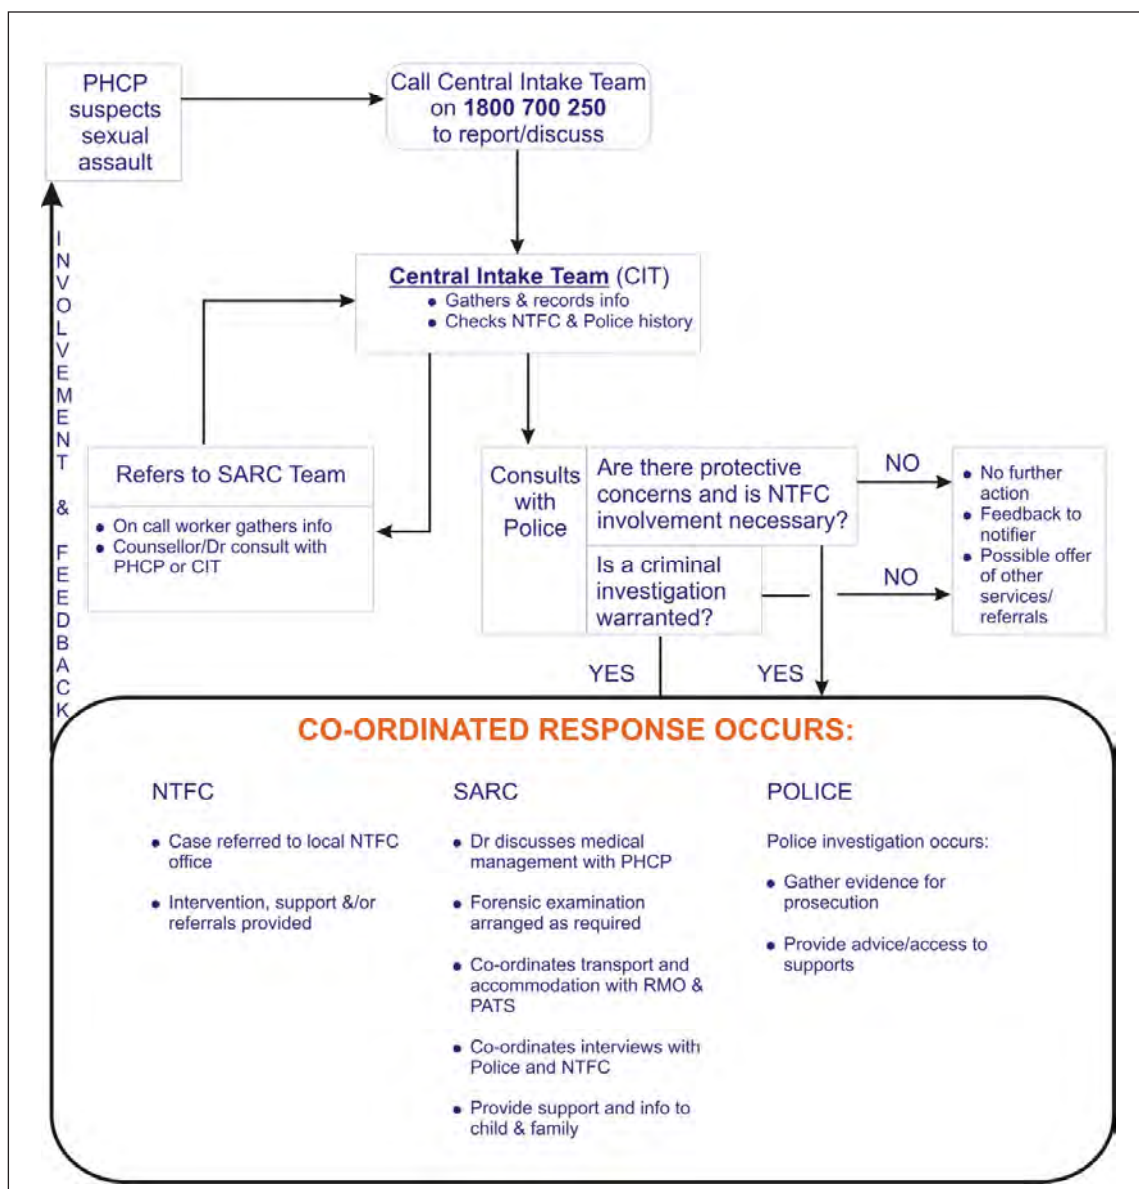 PHCP
suspects
sexual
assault
Call Central Intake Team
on 1800 700 250
to report/discuss
Central Intake Team (CIT)
● Gathers & records info
● Checks NTFC & Police history
INVOLVEMENT & FEEDBACK
Refers to SARC Team
● On call worker gathers info
● Counsellor/Dr consult with
PHCP or CIT
Consults
with
Police
Are there protective
concerns and is NTFC
involvement necessary?
Is a criminal
investigation
warranted?
NO
NO
● No further
action
● Feedback to
notifier
● Possible offer
of other
services/
referrals
YES
YES
CO-ORDINATED RESPONSE OCCURS:
NTFC
● Case referred to local NTFC
office
● Intervention, support &/or
referrals provided
SARC
● Dr discusses medical
management with PHCP
● Forensic examination
arranged as required
● Co-ordinates transport and
accommodation with RMO &
PATS
● Co-ordinates interviews with
Police and NTFC
● Provide support and info to
child & family
POLICE
Police investigation occurs:
● Gather evidence for
prosecution
● Provide advice/access to
supports